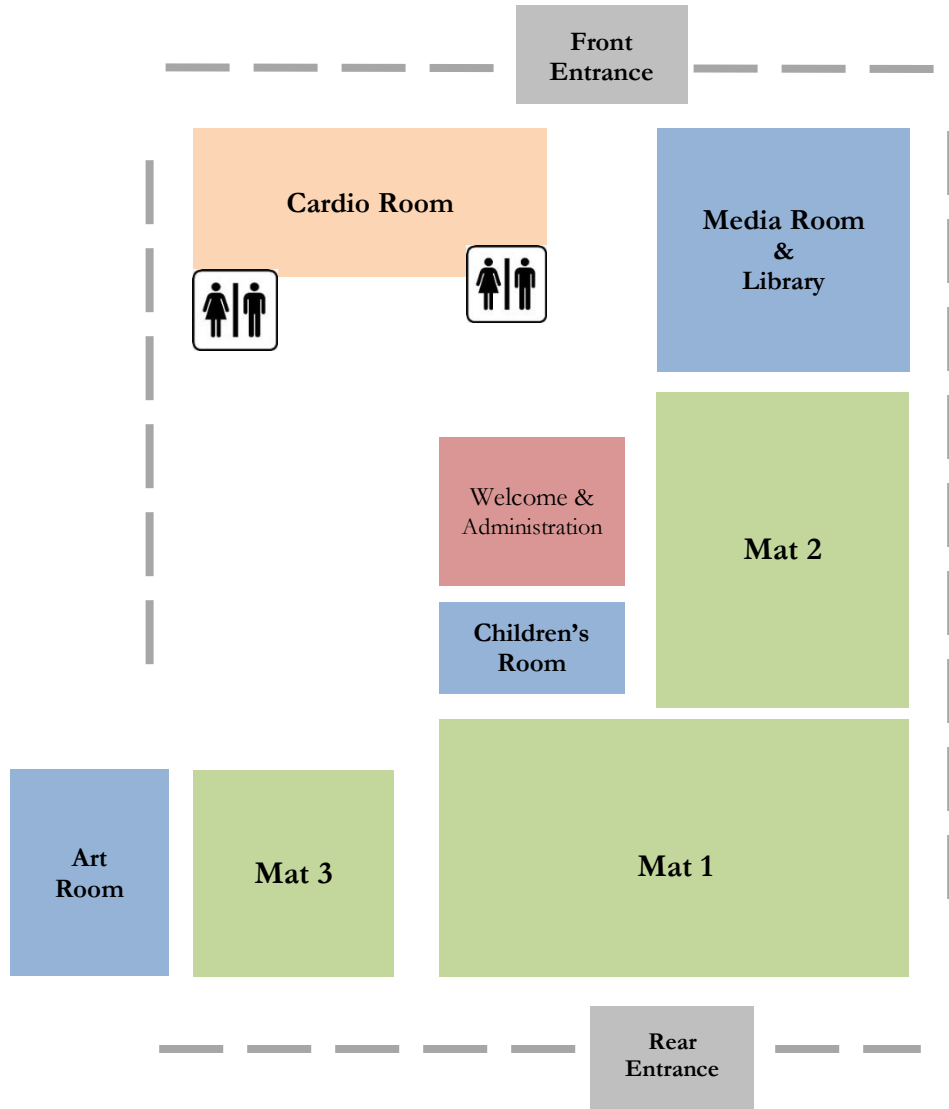 Front
Entrance
Cardio Room
Media Room
&
Library
Welcome &
Administration
Mat 2
Children’s
Room
Art
Room
Mat 3
Mat 1
Rear
Entrance